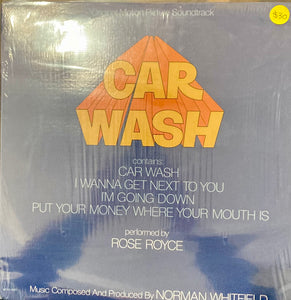 Original Motion Picture Soundtrack
$30
CAR
WASH
contains:
CAR WASH
I WANNA GET NEXT TO YOU
I'M GOING DOWN
PUT YOUR MONEY WHERE YOUR MOUTH IS
performed by
ROSE ROYCE
Music Composed And Produced By NORMAN WHITFIELD